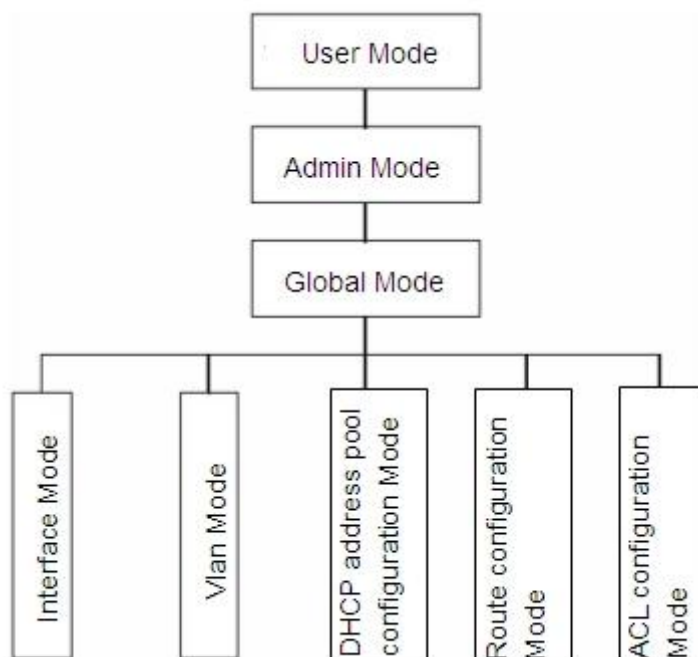 User Mode
Admin Mode
Global Mode
Interface Mode
Vlan Mode
DHCP address pool
configuration Mode
Route configuration
Mode
ACL configuration
Mode